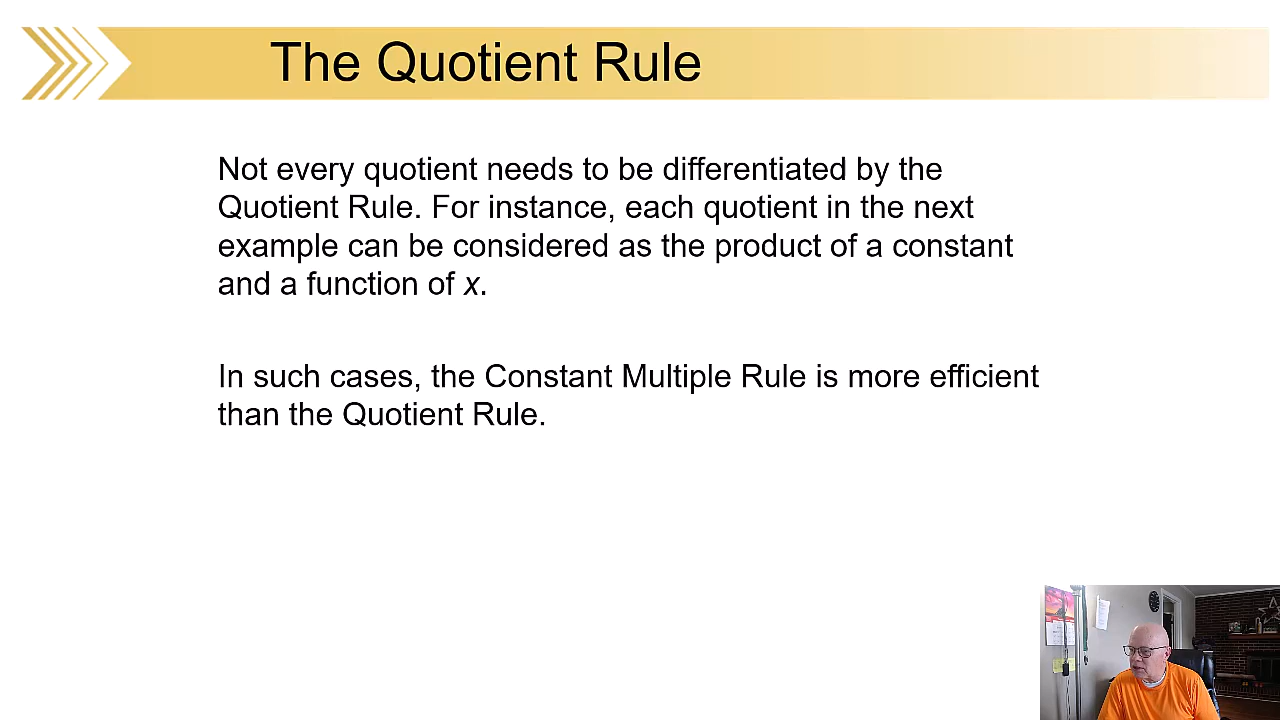 The Quotient Rule
Not every quotient needs to be differentiated by the
Quotient Rule. For instance, each quotient in the next
example can be considered as the product of a constant
and a function of x.
In such cases, the Constant Multiple Rule is more efficient
than the Quotient Rule.